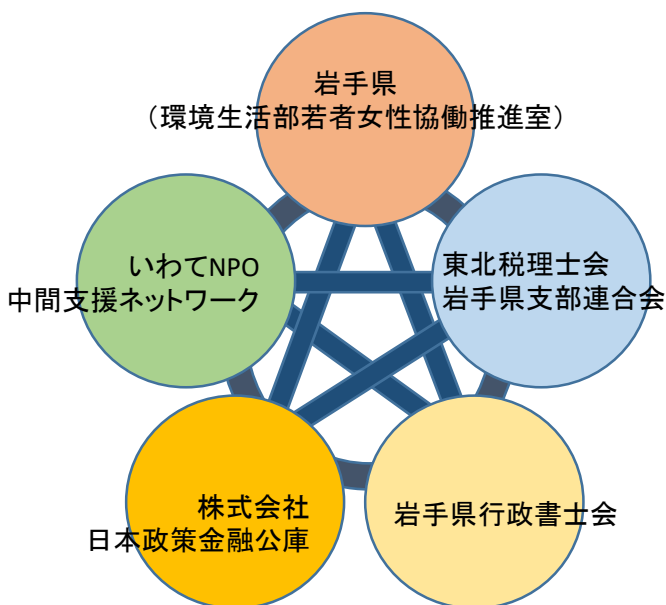 岩手県
（環境生活部若者女性協働推進室）
いわてNPO
中間支援ネットワーク
東北税理士会
岩手県支部連合会
株式会社
日本政策金融公庫
岩手県行政書士会